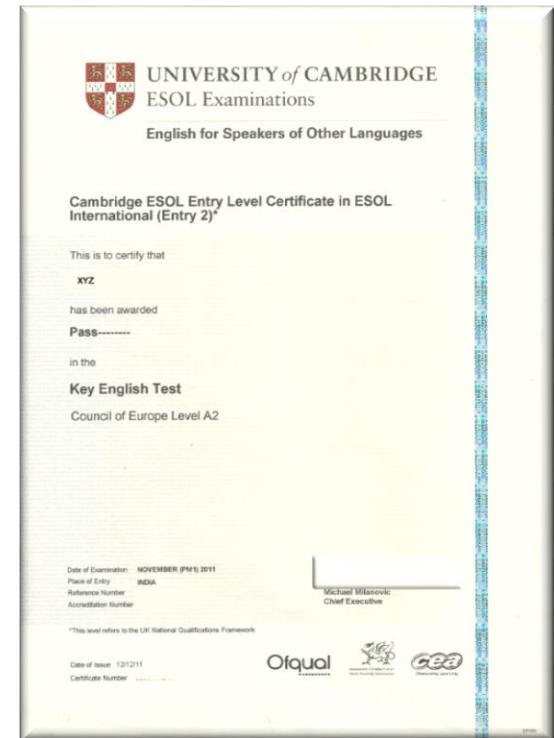 UNIVERSITY of CAMBRIDGE
ESOL Examinations
English for Speakers of Other Languages
Cambridge ESOL Entry Level Certificate in ESOL
International (Entry 2)*
This is to certify that
XYZ
has been awarded
Pass--------
in the
Key English Test
Council of Europe Level A2
Date of Examination NOVEMBER (PM1) 2011
Place of Entry INDIA
Reference Number
Accreditation Number
Michael Milanovic
Chief Executive
*This level refers to the UK National Qualifications Framework
Date of Issue 12/12/11
Certificate Number
Ofqual
cea